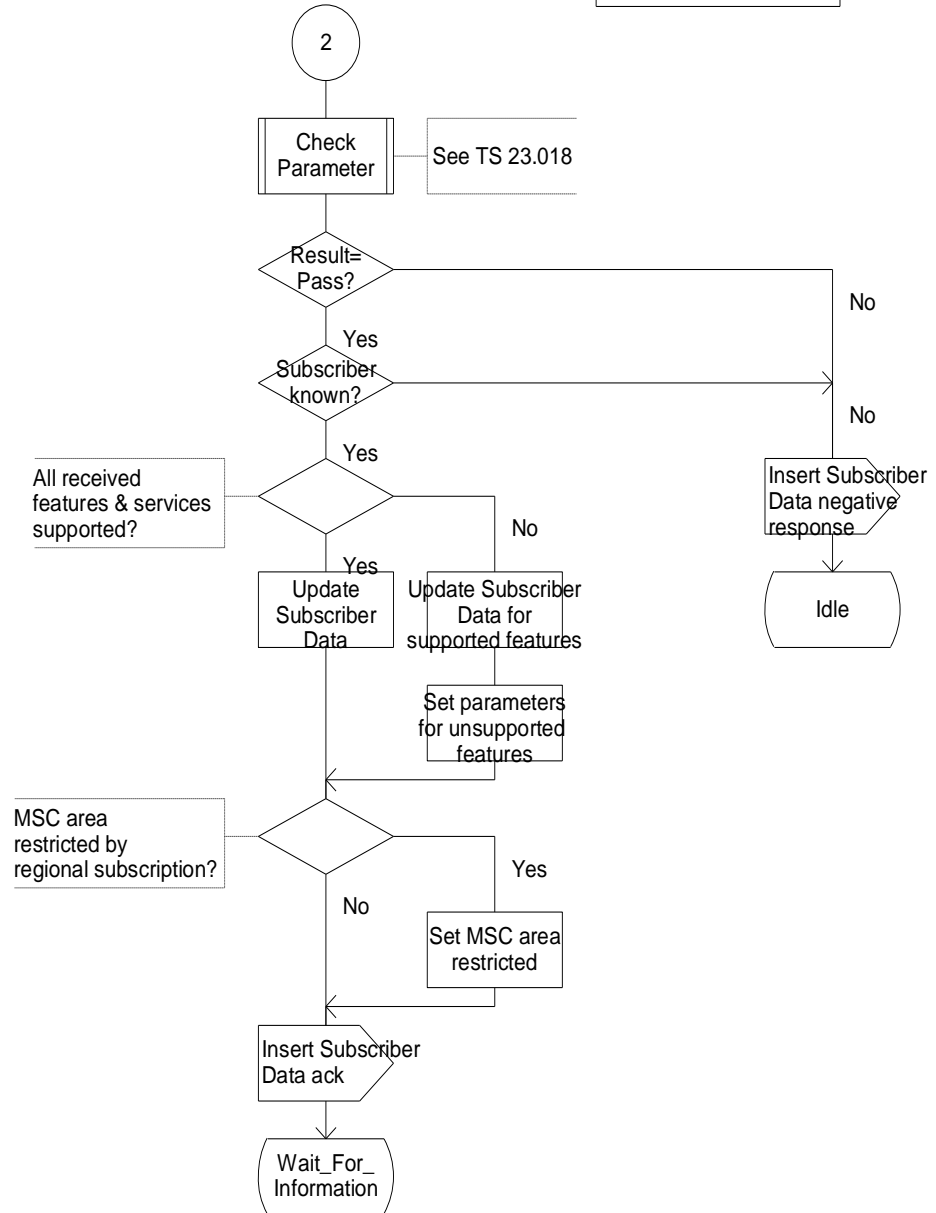 2
Check
Parameter
See TS 23.018
Result=
Pass?
No
Yes
Subscriber
known?
No
Yes
All received
features & services
supported?
Insert Subscriber
Data negative
response
No
Yes
Update
Subscriber
Data
Update Subscriber
Data for
supported features
Idle
Set parameters
for unsupported
features
MSC area
restricted by
regional subscription?
Yes
No
Set MSC area
restricted
Insert Subscriber
Data ack
Wait_For_
Information